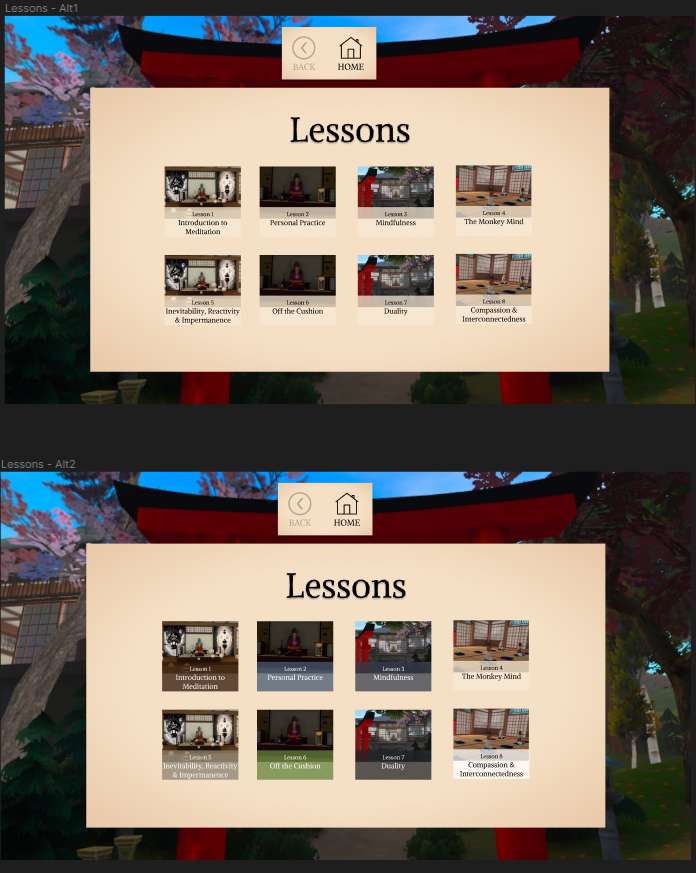 Lessons - Alt1
BACK
HOME
Lessons
Lesson 1
Introduction to
Meditation
Lesson 2
Personal Practice
Lesson 3
Mindfulness
Lesson 4
The Monkey Mind
Lesson 5
Inevitability, Reactivity
& Impermanence
Lesson 6
Off the Cushion
Lesson 7
Duality
Lesson 8
Compassion &
Interconnectedness
Lessons - Alt2
BACK
HOME
Lessons
Lesson 1
Introduction to
Meditation
Lesson 2
Personal Practice
Lesson 3
Mindfulness
Lesson 4
The Monkey Mind
Lesson 5
Inevitability, Reactivity
& Impermanence
Lesson 6
Off the Cushion
Lesson 7
Duality
Lesson 8
Compassion &
Interconnectedness